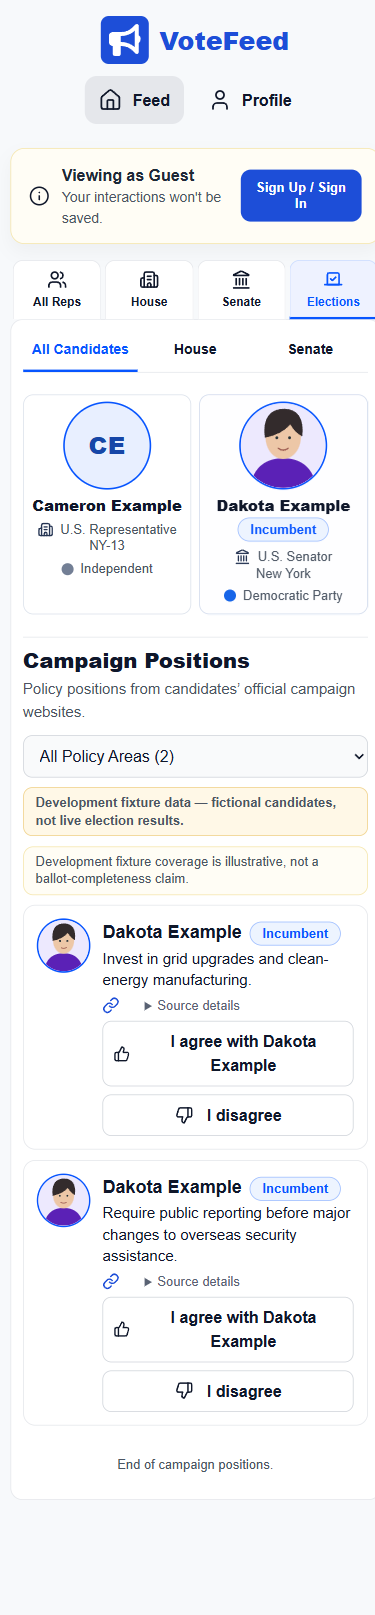 VoteFeed
Feed
Profile
Viewing as Guest
Your interactions won't be
saved.
Sign Up / Sign
In
All Reps
House
Senate
Elections
All Candidates
House
Senate
CE
Cameron Example
U.S. Representative
NY-13
Independent
Dakota Example
Incumbent
U.S. Senator
New York
Democratic Party
Campaign Positions
Policy positions from candidates' official campaign
websites.
All Policy Areas (2)
Development fixture data — fictional candidates,
not live election results.
Development fixture coverage is illustrative, not a
ballot-completeness claim.
Dakota Example
Incumbent
Invest in grid upgrades and clean-
energy manufacturing.
Source details
I agree with Dakota
Example
I disagree
Dakota Example
Incumbent
Require public reporting before major
changes to overseas security
assistance.
Source details
I agree with Dakota
Example
I disagree
End of campaign positions.